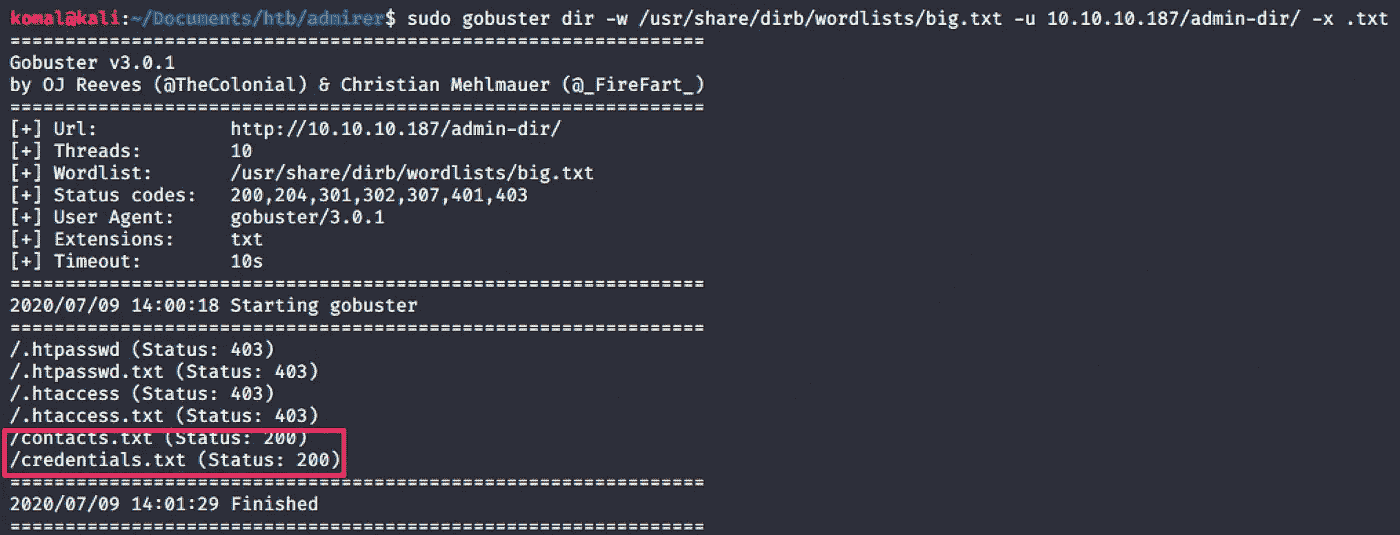 komal@kali:~/Documents/htb/admirer$ sudo gobuster dir -w /usr/share/dirb/wordlists/big.txt -u 10.10.10.187/admin-dir/ -x .txt
===============================================================
Gobuster v3.0.1
by OJ Reeves (@TheColonial) & Christian Mehlmauer (@_FireFart_)
===============================================================
[+] Url:            http://10.10.10.187/admin-dir/
[+] Threads:        10
[+] Wordlist:       /usr/share/dirb/wordlists/big.txt
[+] Status codes:   200,204,301,302,307,401,403
[+] User Agent:     gobuster/3.0.1
[+] Extensions:     txt
[+] Timeout:        10s
===============================================================
2020/07/09 14:00:18 Starting gobuster
===============================================================
/.htpasswd (Status: 403)
/.htpasswd.txt (Status: 403)
/.htaccess (Status: 403)
/.htaccess.txt (Status: 403)
/contacts.txt (Status: 200)
/credentials.txt (Status: 200)
===============================================================
2020/07/09 14:01:29 Finished
===============================================================